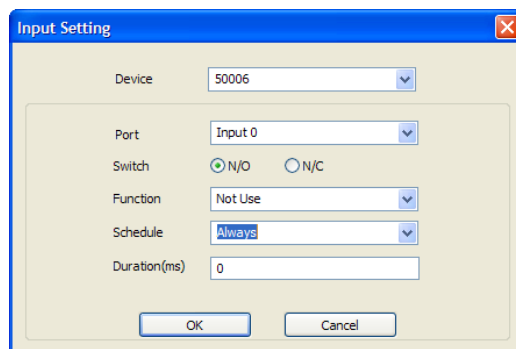 Input Setting
Device 50006
Port Input 0
Switch N/O N/C
Function Not Use
Schedule Always
Duration(ms) 0
OK Cancel